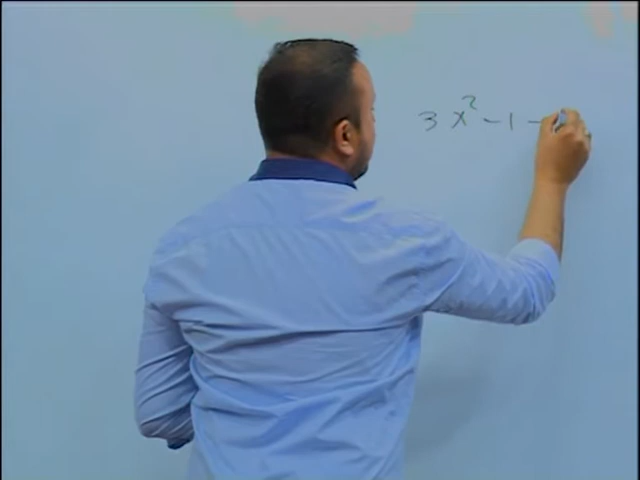 3x² - 1 -